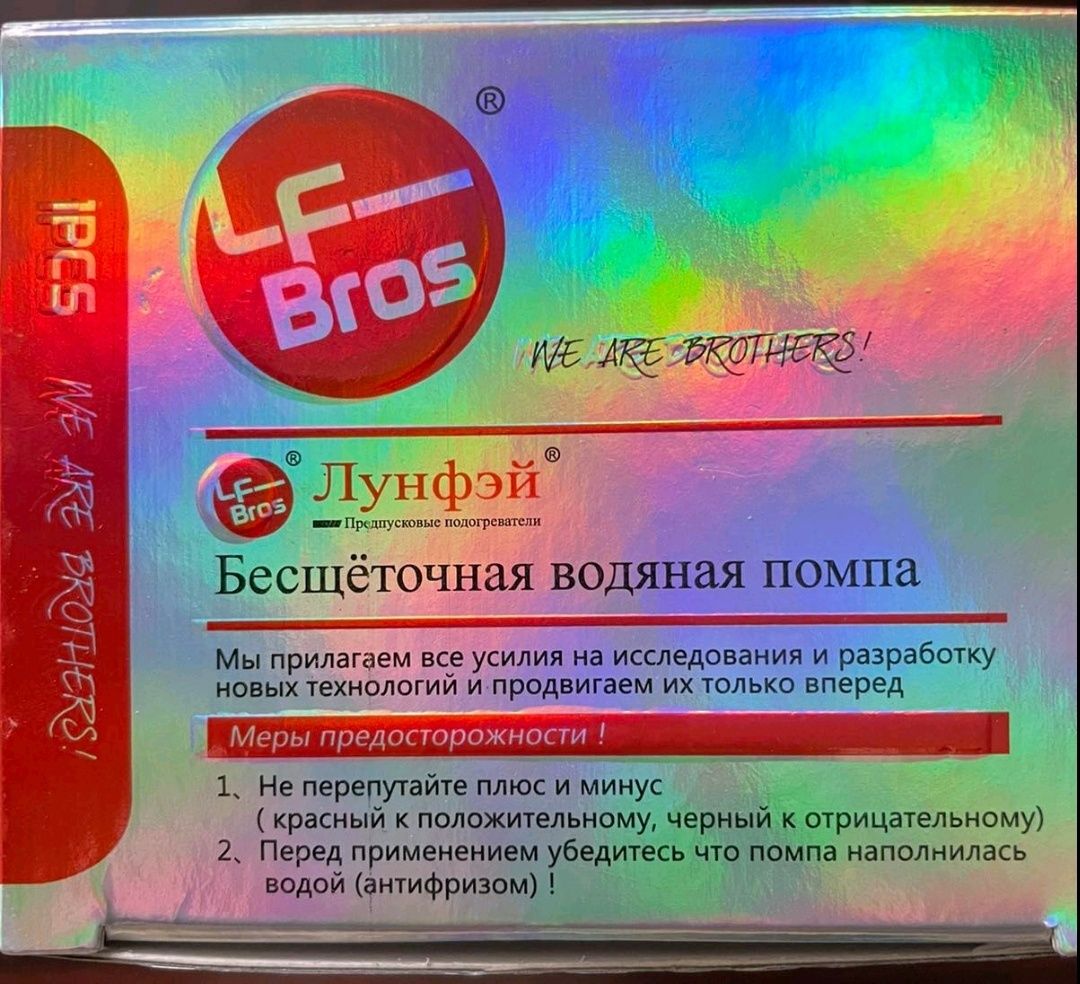 1PCS WE ARE BROTHERS!
LF
Bros
®
WE ARE BROTHERS!
LF
Bros
®
Лунфэй®
Предпусковые подогреватели
Бесщёточная водяная помпа
Мы прилагаем все усилия на исследования и разработку
новых технологий и продвигаем их только вперед
Меры предосторожности !
1、Не перепутайте плюс и минус
( красный к положительному, черный к отрицательному)
2、Перед применением убедитесь что помпа наполнилась
водой (антифризом) !